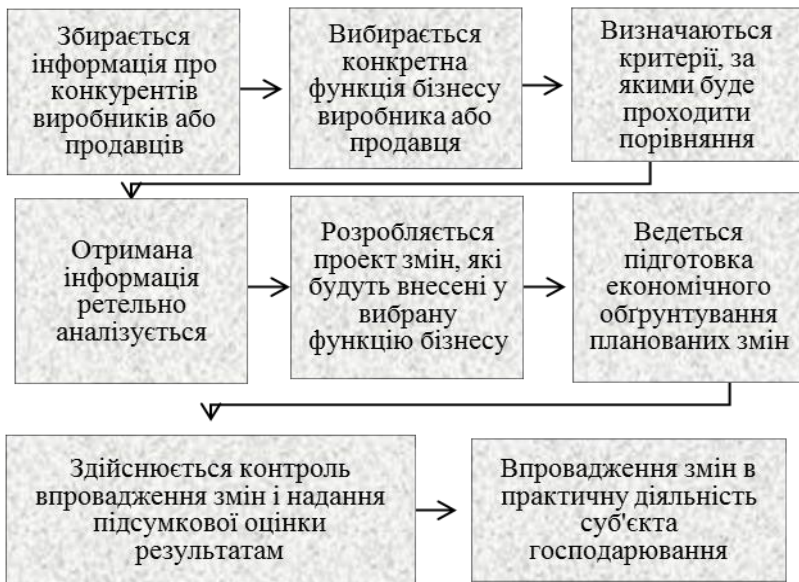 Збирається
інформація про
конкурентів
виробників або
продавців
Вибирається
конкретна
функція бізнесу
виробника або
продавця
Визначаються
критерії, за
якими буде
проходити
порівняння
Отримана
інформація
ретельно
аналізується
Розробляється
проект змін, які
будуть внесені у
вибрану
функцію бізнесу
Ведеться
підготовка
економічного
обґрунтування
планованих змін
Здійснюється контроль
впровадження змін і надання
підсумкової оцінки
результатам
Впровадження змін в
практичну діяльність
суб'єкта
господарювання